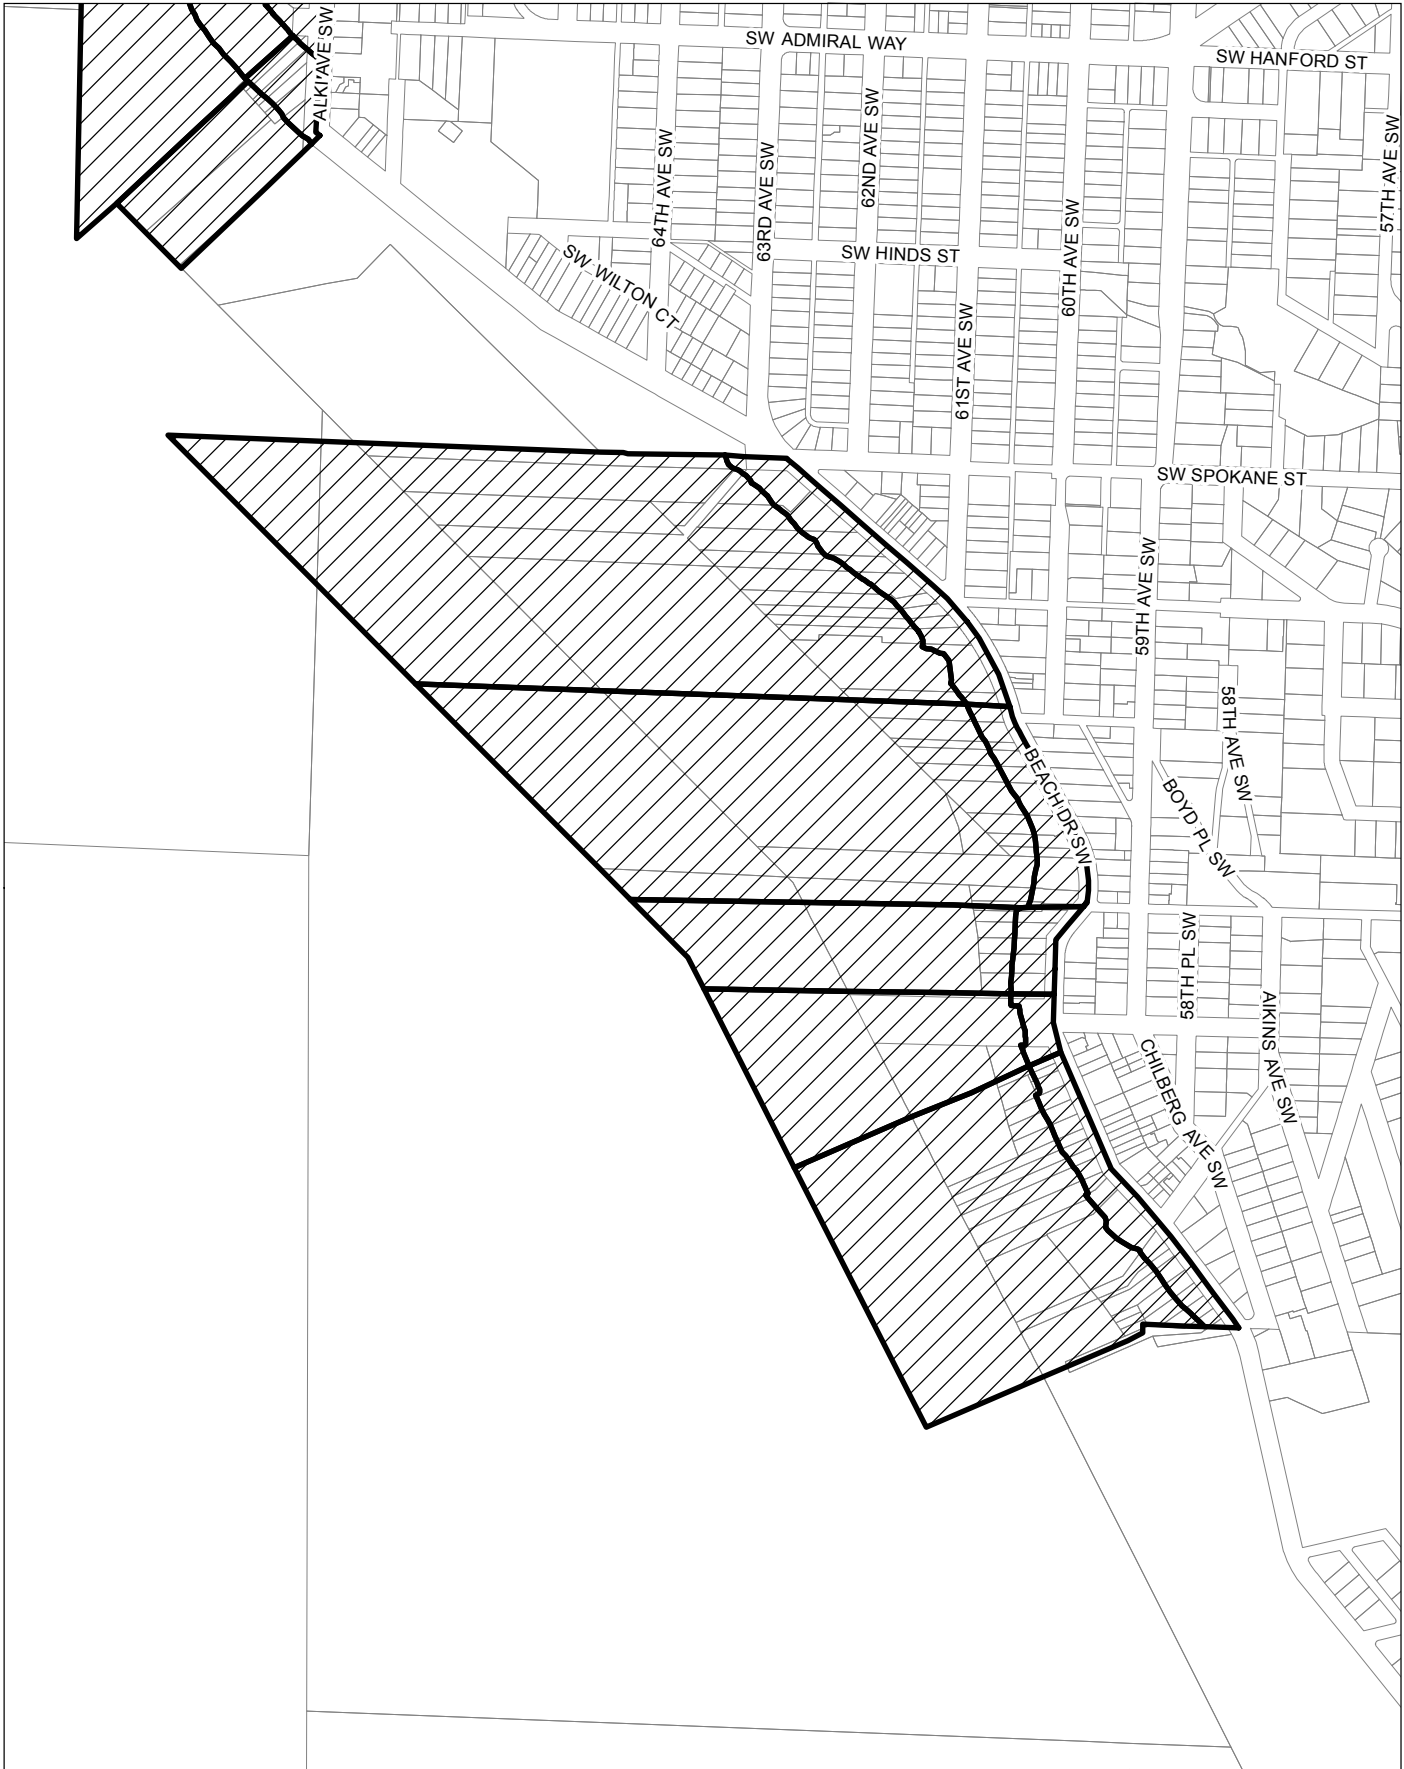 SW ADMIRAL WAY
SW HANFORD ST
ALKI AVE SW
64TH AVE SW
63RD AVE SW
62ND AVE SW
57TH AVE SW
SW HINDS ST
60TH AVE SW
SW WILTON CT
61ST AVE SW
SW SPOKANE ST
59TH AVE SW
58TH AVE SW
BEACH DR SW
BOYD PL SW
58TH PL SW
AIKINS AVE SW
CHILBERG AVE SW